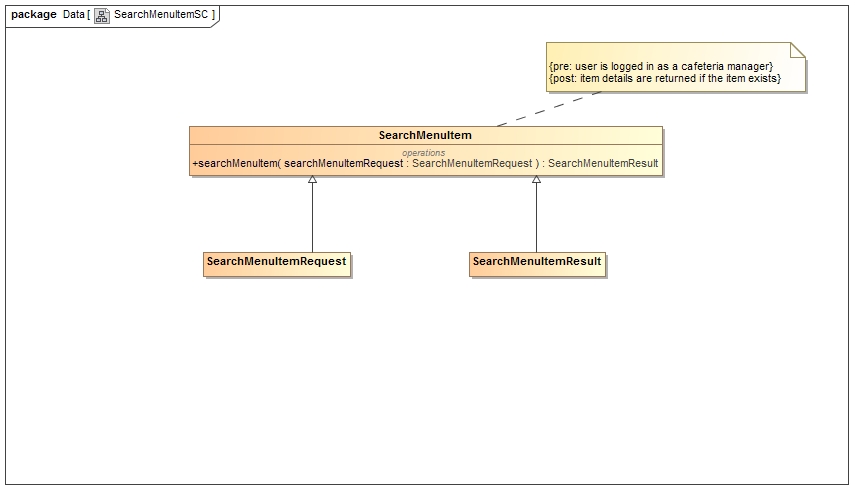 package Data [ SearchMenuItemSC ]
{pre: user is logged in as a cafeteria manager}
{post: item details are returned if the item exists}
SearchMenuItem
operations
+searchMenuItem( searchMenuItemRequest : SearchMenuItemRequest ) : SearchMenuItemResult
SearchMenuItemRequest
SearchMenuItemResult